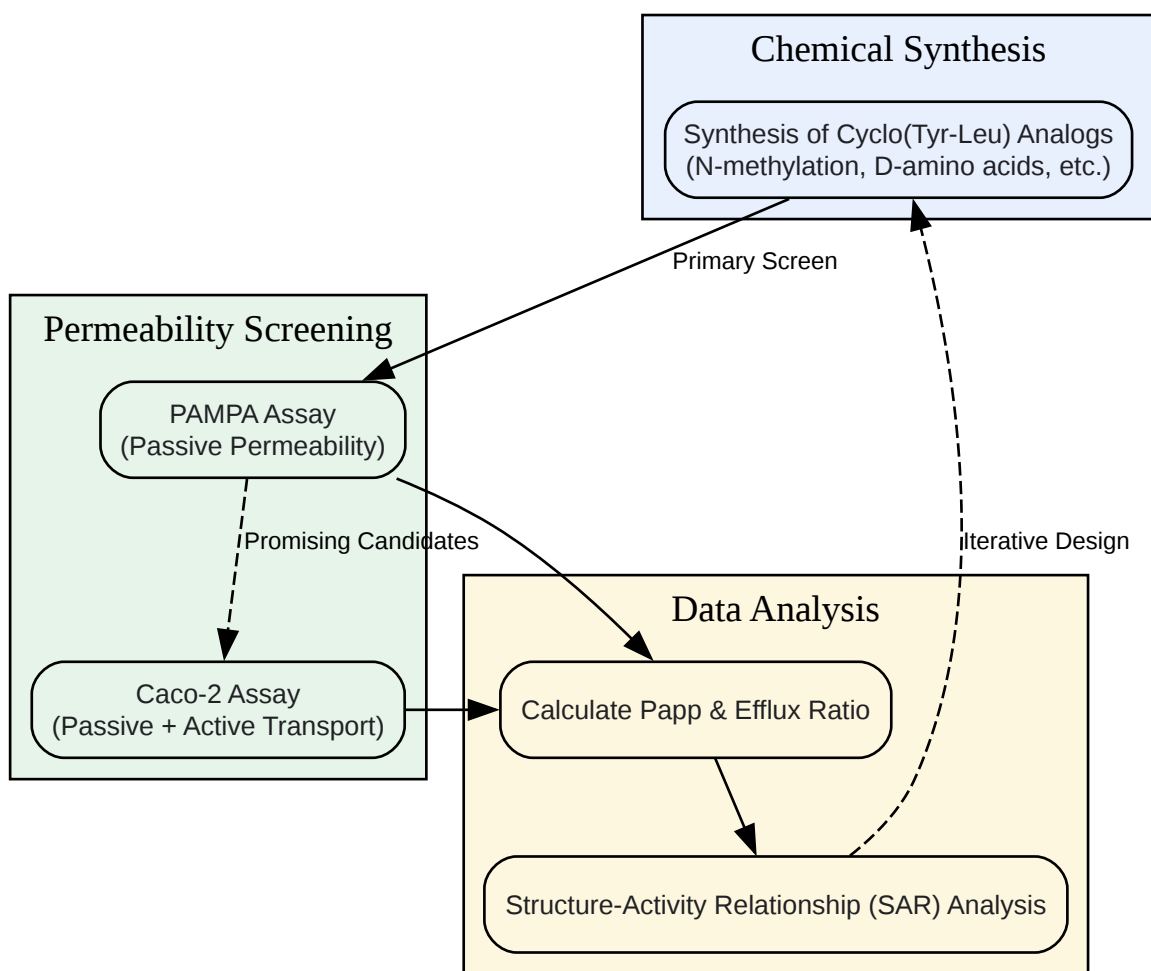 Chemical Synthesis
Synthesis of Cyclo(Tyr-Leu) Analogs
(N-methylation, D-amino acids, etc.)
Primary Screen
Permeability Screening
PAMPA Assay
(Passive Permeability)
Promising Candidates
Iterative Design
Data Analysis
Caco-2 Assay
(Passive + Active Transport)
Calculate Papp & Efflux Ratio
Structure-Activity Relationship (SAR) Analysis